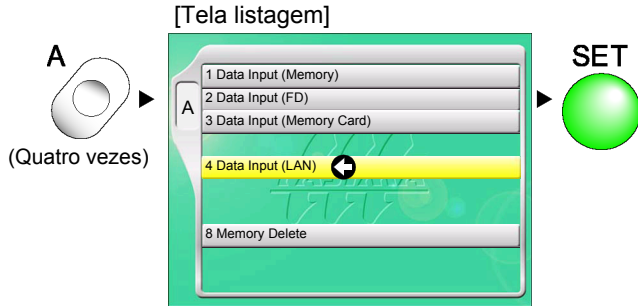 [Tela listagem]
A
(Quatro vezes)
A
1 Data Input (Memory)
2 Data Input (FD)
3 Data Input (Memory Card)
4 Data Input (LAN)
8 Memory Delete
SET